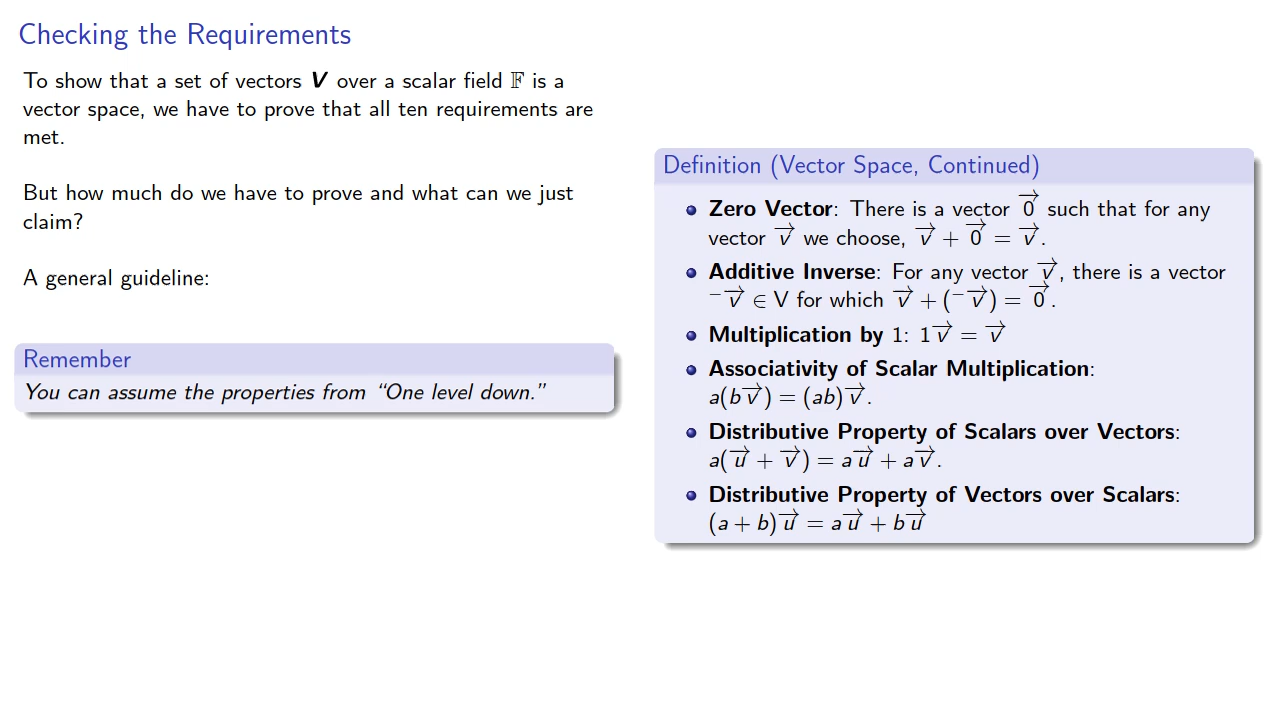 Checking the Requirements
To show that a set of vectors V over a scalar field 𝔽 is a
vector space, we have to prove that all ten requirements are
met.
But how much do we have to prove and what can we just
claim?
A general guideline:
Remember
You can assume the properties from “One level down.”
Definition (Vector Space, Continued)
• Zero Vector: There is a vector 0⃗ such that for any
vector v⃗ we choose, v⃗ + 0⃗ = v⃗.
• Additive Inverse: For any vector v⃗, there is a vector
⁻v⃗ ∈ V for which v⃗ + (⁻v⃗) = 0⃗.
• Multiplication by 1: 1v⃗ = v⃗
• Associativity of Scalar Multiplication:
a(bv⃗) = (ab)v⃗.
• Distributive Property of Scalars over Vectors:
a(u⃗ + v⃗) = au⃗ + av⃗.
• Distributive Property of Vectors over Scalars:
(a + b)u⃗ = au⃗ + bu⃗